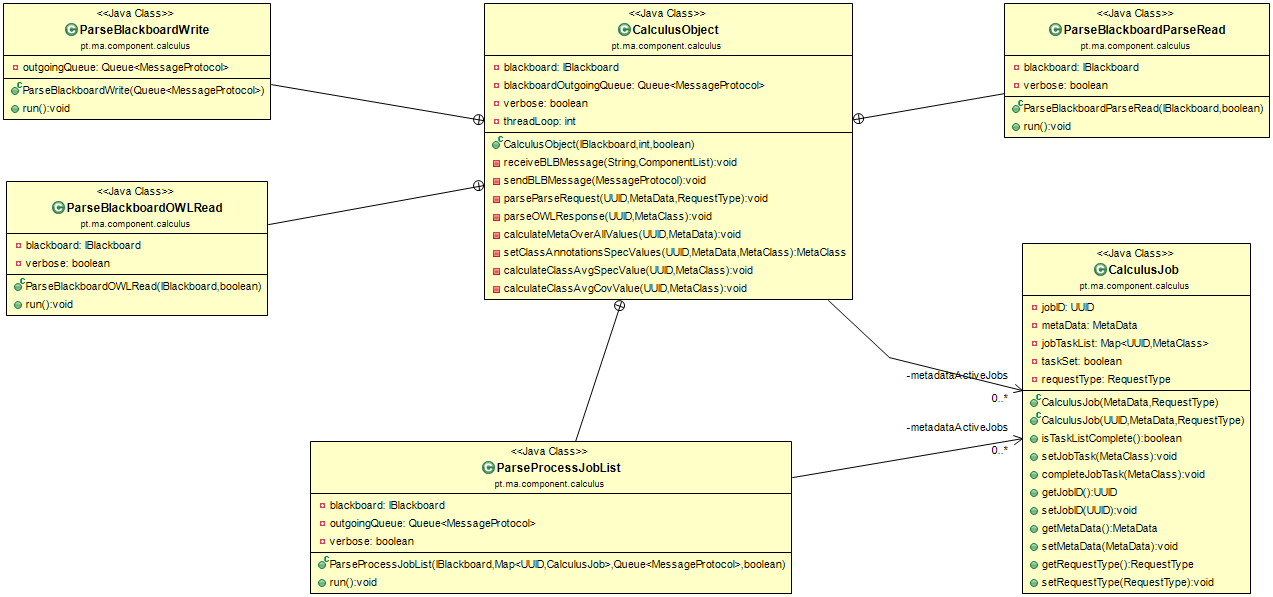 <<Java Class>>
ParseBlackboardWrite
pt.ma.component.calculus
outgoingQueue: Queue<MessageProtocol>
ParseBlackboardWrite(Queue<MessageProtocol>)
run():void
<<Java Class>>
CalculusObject
pt.ma.component.calculus
blackboard: IBlackboard
blackboardOutgoingQueue: Queue<MessageProtocol>
verbose: boolean
threadLoop: int
CalculusObject(IBlackboard,int,boolean)
receiveBLBMessage(String,ComponentList):void
sendBLBMessage(MessageProtocol):void
parseParseRequest(UUID,MetaData,RequestType):void
parseOWLResponse(UUID,MetaClass):void
calculateMetaOverAllValues(UUID,MetaData):void
setClassAnnotationsSpecValues(UUID,MetaData,MetaClass):MetaClass
calculateClassAvgSpecValue(UUID,MetaClass):void
calculateClassAvgCovValue(UUID,MetaClass):void
<<Java Class>>
ParseBlackboardParseRead
pt.ma.component.calculus
blackboard: IBlackboard
verbose: boolean
ParseBlackboardParseRead(IBlackboard,boolean)
run():void
<<Java Class>>
ParseBlackboardOWLRead
pt.ma.component.calculus
blackboard: IBlackboard
verbose: boolean
ParseBlackboardOWLRead(IBlackboard,boolean)
run():void
<<Java Class>>
CalculusJob
pt.ma.component.calculus
jobID: UUID
metaData: MetaData
jobTaskList: Map<UUID,MetaClass>
taskSet: boolean
requestType: RequestType
CalculusJob(MetaData,RequestType)
CalculusJob(UUID,MetaData,RequestType)
isTaskListComplete():boolean
setJobTask(MetaClass):void
completeJobTask(MetaClass):void
getJobID():UUID
setJobID(UUID):void
getMetaData():MetaData
setMetaData(MetaData):void
getRequestType():RequestType
setRequestType(RequestType):void
-metadataActiveJobs
0..*
-metadataActiveJobs
0..*
<<Java Class>>
ParseProcessJobList
pt.ma.component.calculus
blackboard: IBlackboard
outgoingQueue: Queue<MessageProtocol>
verbose: boolean
ParseProcessJobList(IBlackboard,Map<UUID,CalculusJob>,Queue<MessageProtocol>,boolean)
run():void